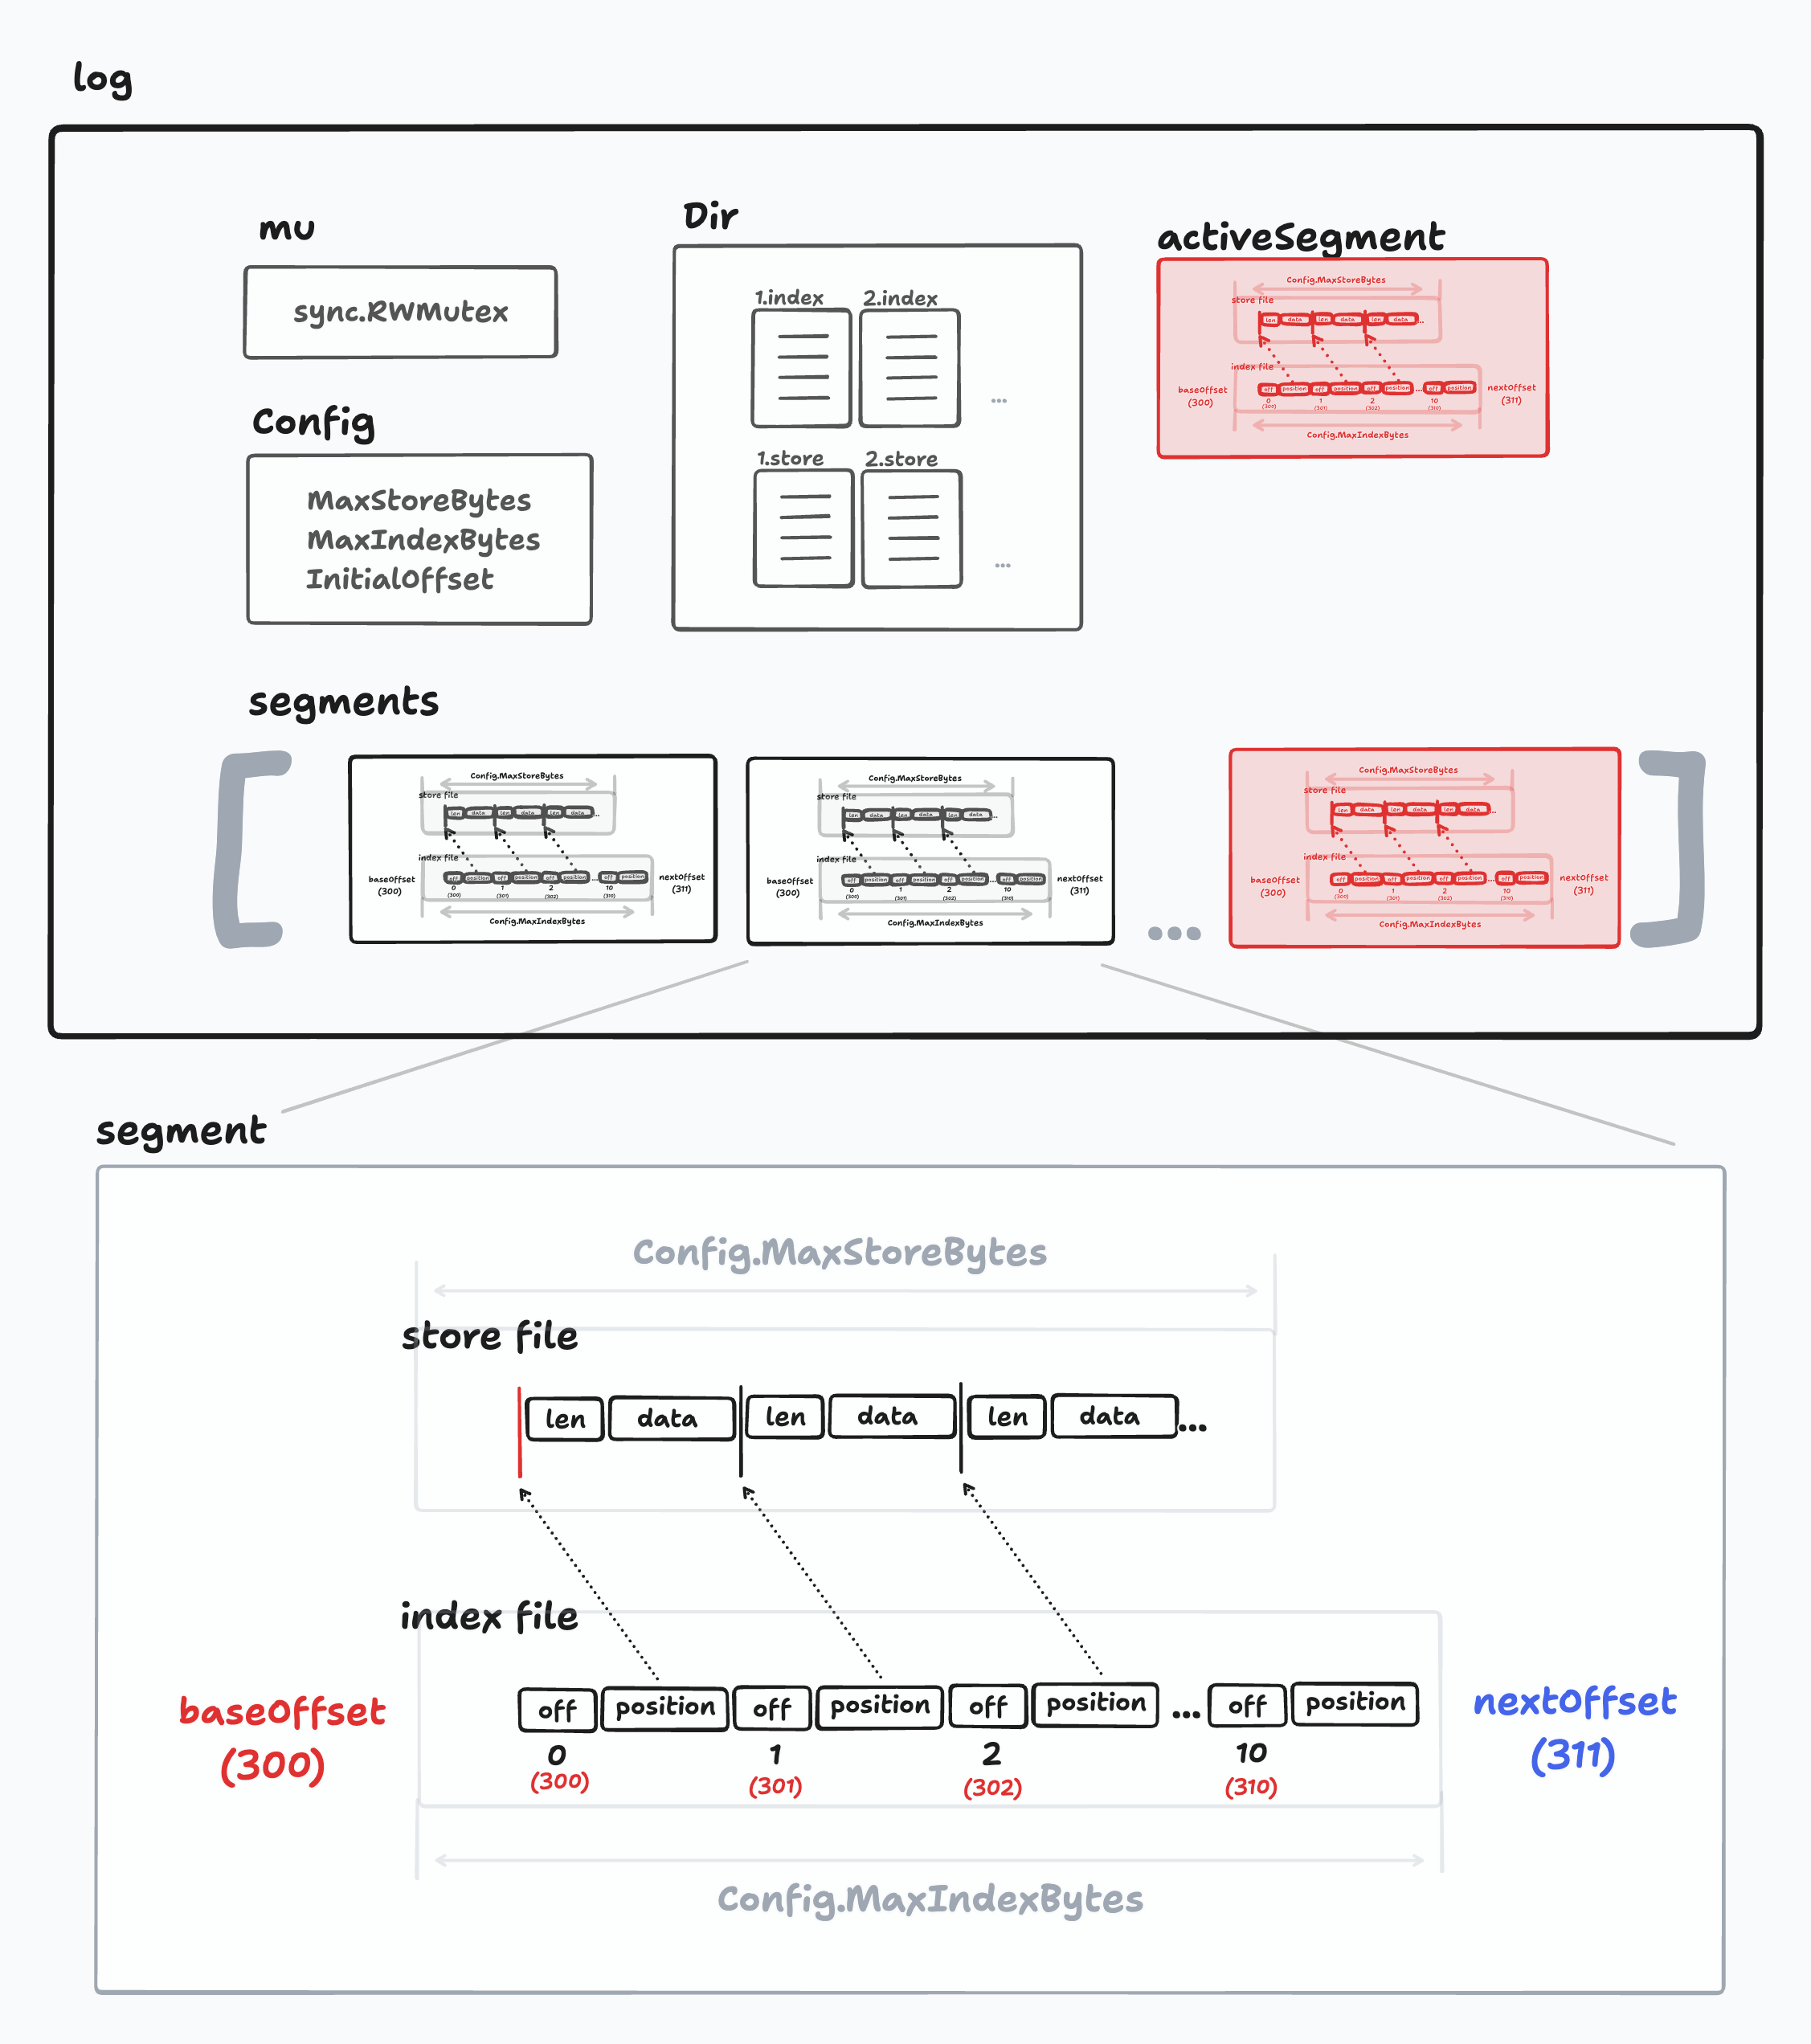 log
mu
sync.RWMutex
Config
MaxStoreBytes
MaxIndexBytes
InitialOffset
Dir
1.index 2.index
...
1.store 2.store
...
activeSegment
Config.MaxStoreBytes
store file
len data len data len data ...
index file
baseOffset
(300)
off position off position off position ... off position
0 1 2 10
(300) (301) (302) (310)
nextOffset
(311)
Config.MaxIndexBytes
segments
[
Config.MaxStoreBytes
store file
len data len data len data ...
index file
baseOffset
(300)
off position off position off position ... off position
0 1 2 10
(300) (301) (302) (310)
nextOffset
(311)
Config.MaxIndexBytes
Config.MaxStoreBytes
store file
len data len data len data ...
index file
baseOffset
(300)
off position off position off position ... off position
0 1 2 10
(300) (301) (302) (310)
nextOffset
(311)
Config.MaxIndexBytes
...
Config.MaxStoreBytes
store file
len data len data len data ...
index file
baseOffset
(300)
off position off position off position ... off position
0 1 2 10
(300) (301) (302) (310)
nextOffset
(311)
Config.MaxIndexBytes
]
segment
Config.MaxStoreBytes
store file
len data len data len data ...
index file
baseOffset
(300)
off position off position off position ... off position
0 1 2 10
(300) (301) (302) (310)
nextOffset
(311)
Config.MaxIndexBytes